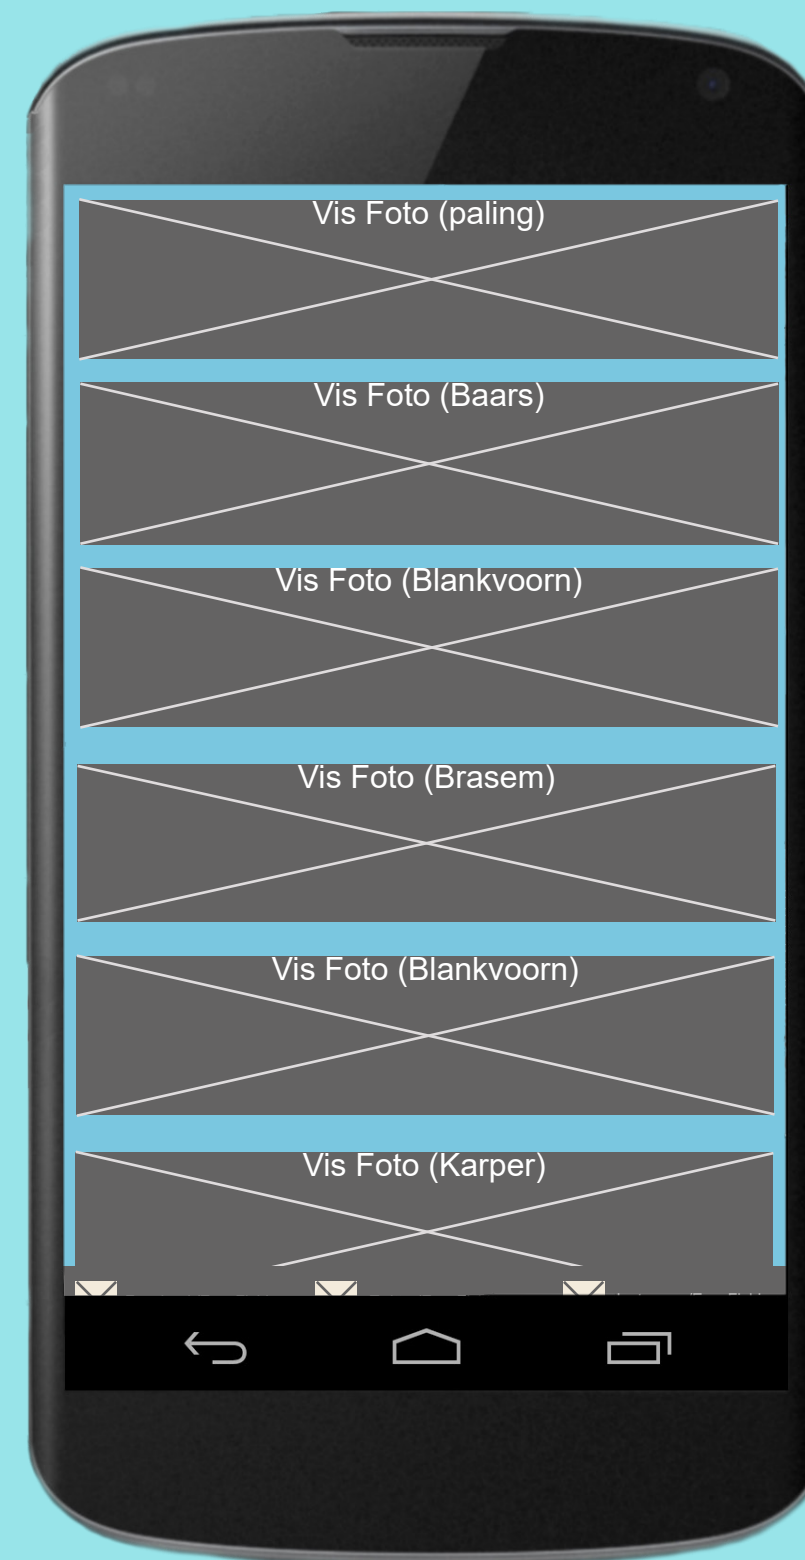 Vis Foto (paling)
Vis Foto (Baars)
Vis Foto (Blankvoorn)
Vis Foto (Brasem)
Vis Foto (Blankvoorn)
Vis Foto (Karper)